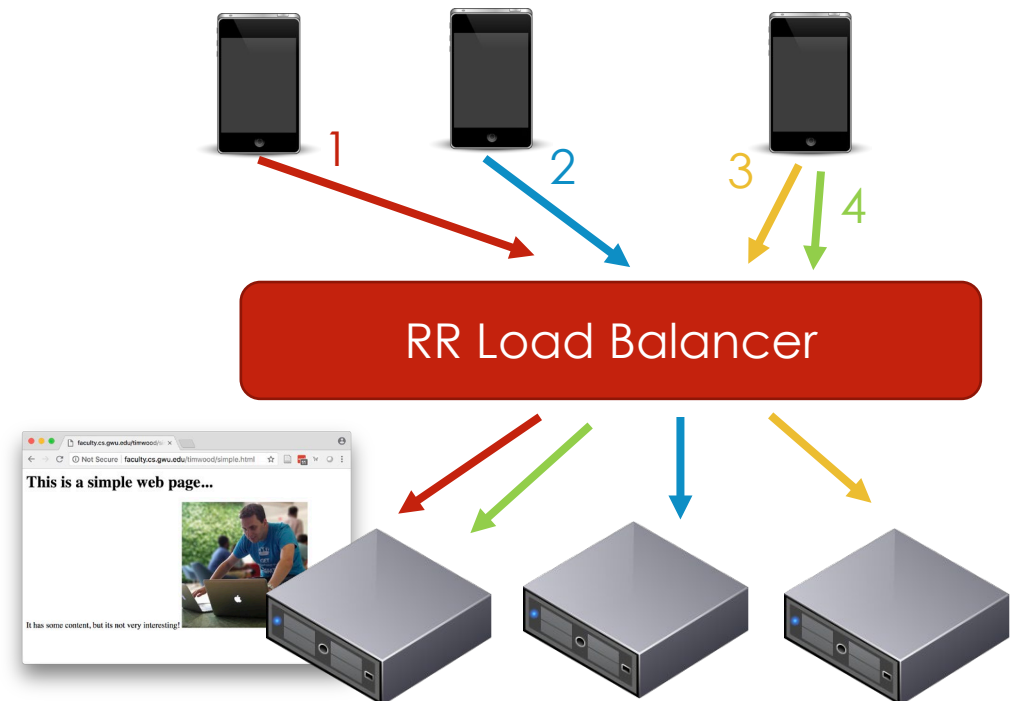 1
2
3
4
RR Load Balancer
faculty.cs.gwu.edu/timwood/si
Not Secure | faculty.cs.gwu.edu/timwood/simple.html
This is a simple web page...
It has some content, but its not very interesting!